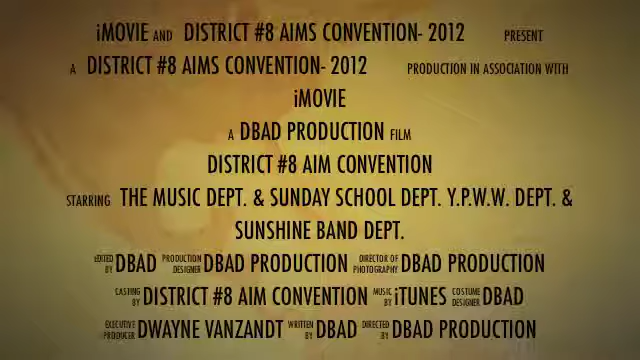 iMOVIE AND DISTRICT #8 AIMS CONVENTION- 2012 PRESENT
A DISTRICT #8 AIMS CONVENTION- 2012 PRODUCTION IN ASSOCIATION WITH
iMOVIE
A DBAD PRODUCTION FILM
DISTRICT #8 AIM CONVENTION
STARRING THE MUSIC DEPT. & SUNDAY SCHOOL DEPT. Y.P.W.W. DEPT. &
SUNSHINE BAND DEPT.
EDITED BY DBAD PRODUCTION DESIGNER DBAD PRODUCTION DIRECTOR OF PHOTOGRAPHY DBAD PRODUCTION
CASTING BY DISTRICT #8 AIM CONVENTION MUSIC BY iTUNES COSTUME DESIGNER DBAD
EXECUTIVE PRODUCER DWAYNE VANZANDT WRITTEN BY DBAD DIRECTED BY DBAD PRODUCTION